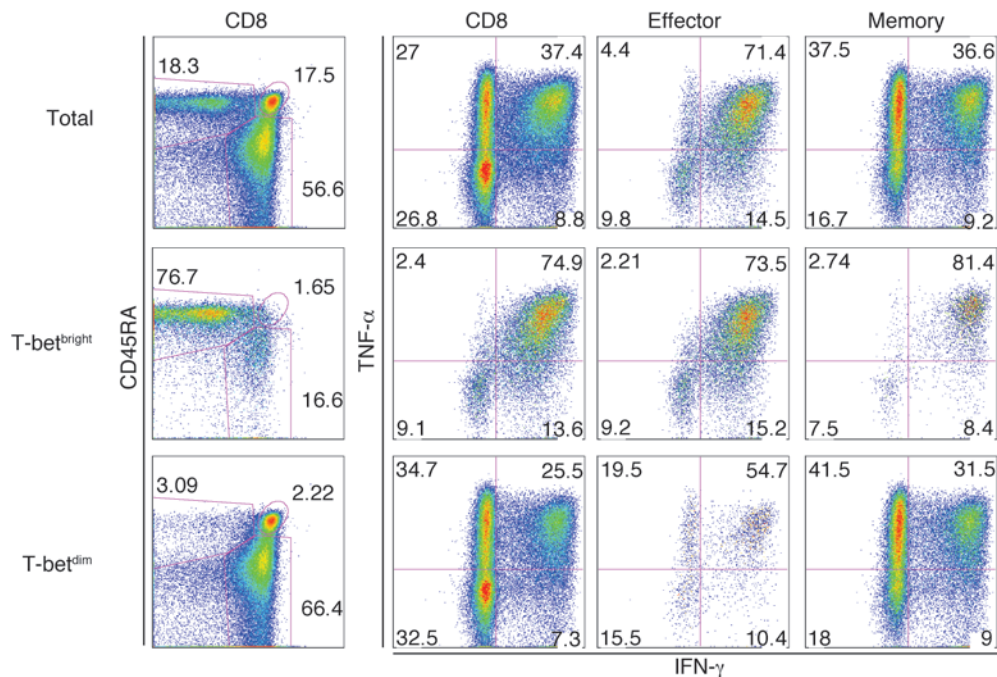 CD8 CD8 Effector Memory
Total
18.3 17.5 56.6
27 37.4 26.8 8.8
4.4 71.4 9.8 14.5
37.5 36.6 16.7 9.2
T-bet^bright
76.7 1.65 16.6
2.4 74.9 9.1 13.6
2.21 73.5 9.2 15.2
2.74 81.4 7.5 8.4
T-bet^dim
3.09 2.22 66.4
34.7 25.5 32.5 7.3
19.5 54.7 15.5 10.4
41.5 31.5 18 9
CD45RA
TNF-α
IFN-γ